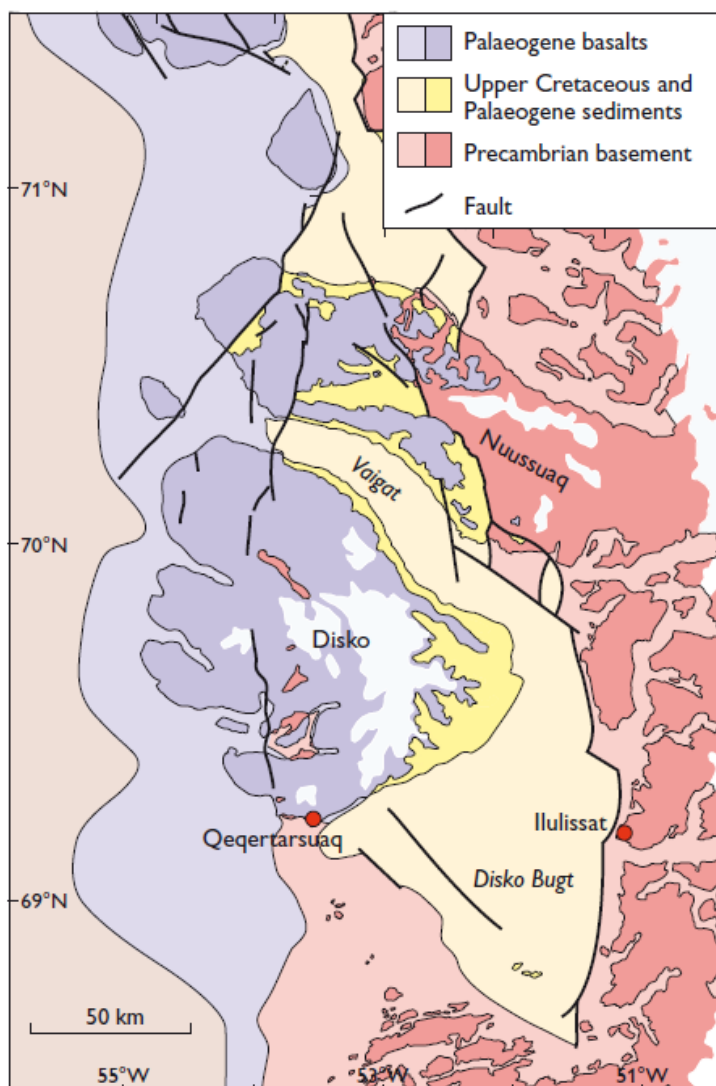 Palaeogene basalts
Upper Cretaceous and
Palaeogene sediments
Precambrian basement
Fault
71°N
Nuussuaq
Vaigat
70°N
Disko
Ilulissat
Qeqertarsuaq
Disko Bugt
69°N
50 km
55°W
53°W
51°W